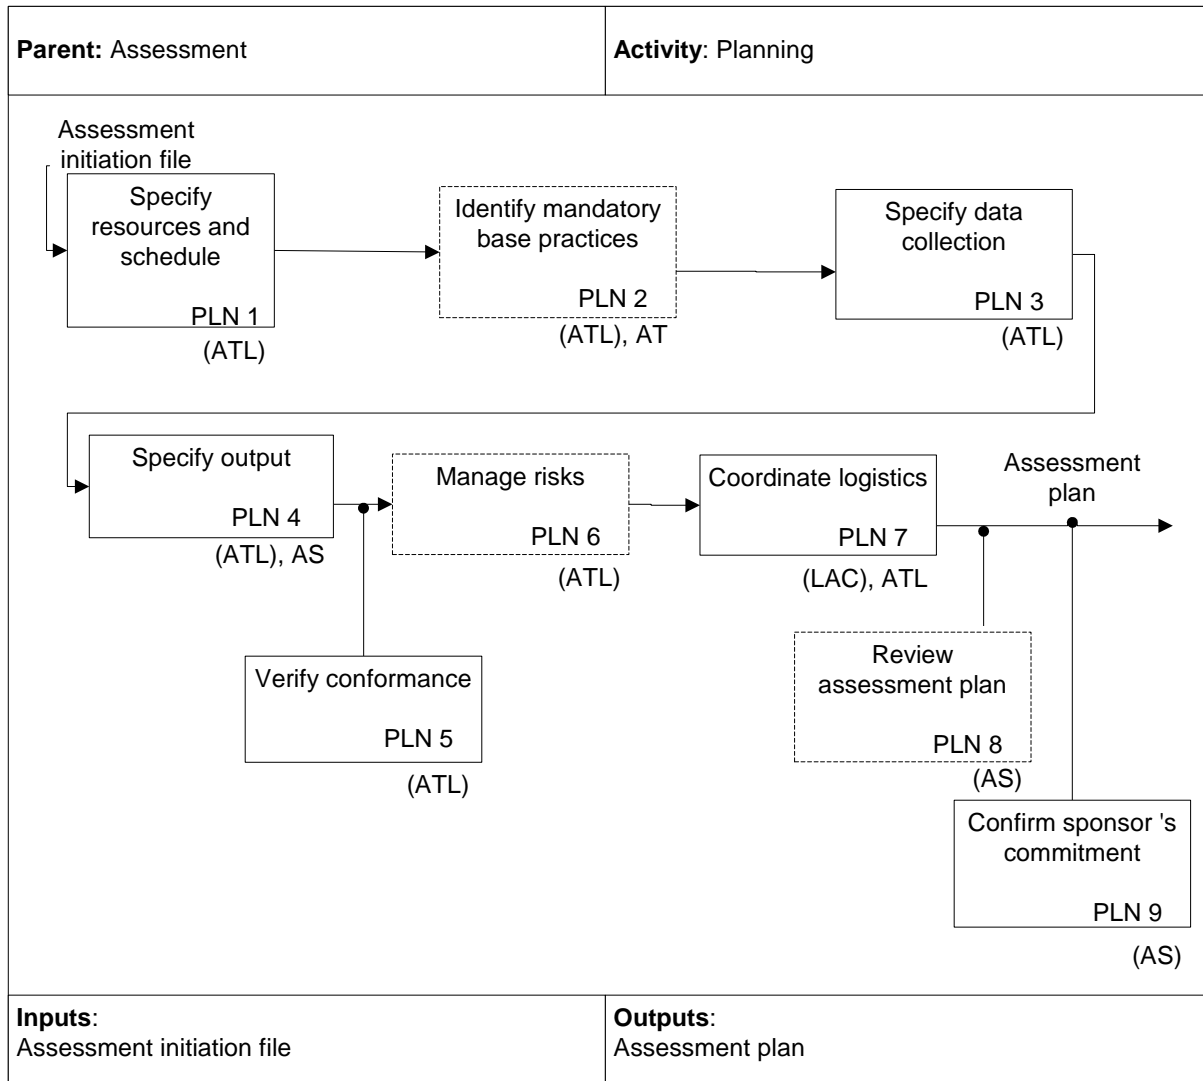 Parent: Assessment
Activity: Planning
Assessment
initiation file
Specify
resources and
schedule
PLN 1
(ATL)
Identify mandatory
base practices
PLN 2
(ATL), AT
Specify data
collection
PLN 3
(ATL)
Specify output
PLN 4
(ATL), AS
Verify conformance
PLN 5
(ATL)
Manage risks
PLN 6
(ATL)
Coordinate logistics
PLN 7
(LAC), ATL
Assessment
plan
Review
assessment plan
PLN 8
(AS)
Confirm sponsor 's
commitment
PLN 9
(AS)
Inputs:
Assessment initiation file
Outputs:
Assessment plan